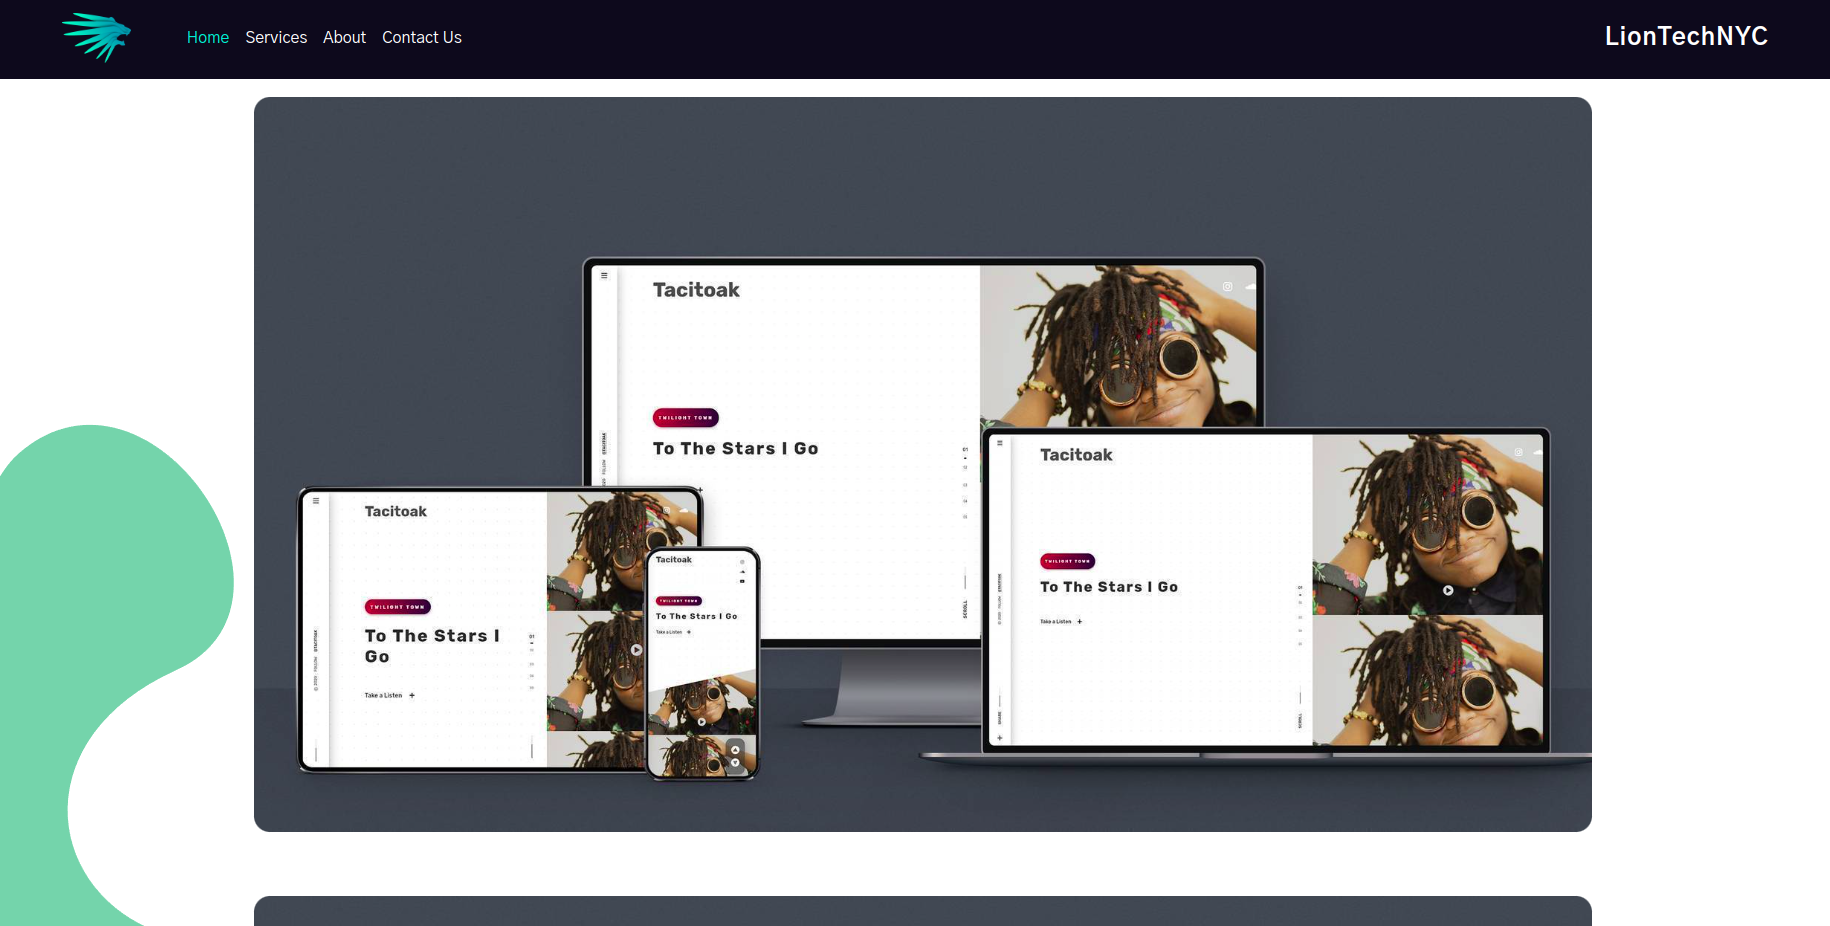 Home Services About Contact Us
LionTechNYC
Tacitoak
TWILIGHT TOWN
To The Stars I Go
SCROLL
Tacitoak
TWILIGHT TOWN
To The Stars I Go
Take a Listen +
SCROLL
Tacitoak
TWILIGHT TOWN
To The Stars I
Go
Take a Listen +
Tacitoak
TWILIGHT TOWN
To The Stars I Go
Take a Listen +